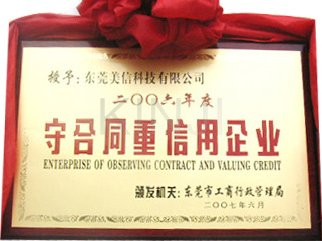 授予：东莞美信科技有限公司
二〇〇六年度
守合同重信用企业
ENTERPRISE OF OBSERVING CONTRACT AND VALUING CREDIT
颁发机关：东莞市工商行政管理局
二〇〇七年六月